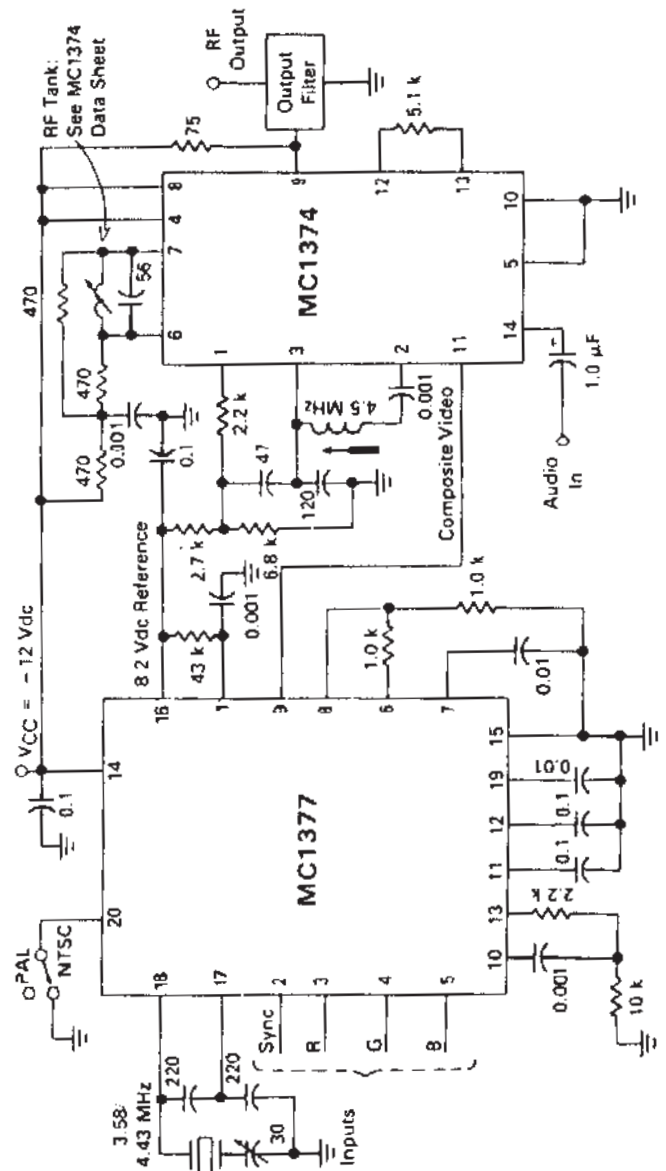 PAL
NTSC
3.58/
4.43 MHz
220
220
30
Inputs
Sync
R
G
B
18
17
2
3
4
5
20
14
MC1377
16
1
9
8
6
7
10
13
11
12
19
15
0.1
VCC = − 12 Vdc
8 2 Vdc Reference
43 k
0.001
2.7 k
6.8 k
0.1
0.001
470
470
470
56
RF Tank:
See MC1374
Data Sheet
75
RF
Output
Output
Filter
2.2 k
47
120
4.5 MHz
0.001
Composite Video
1
3
2
11
6
7
4
8
MC1374
9
12
13
14
5
10
5.1 k
1.0 k
1.0 k
0.01
0.001
10 k
2.2 k
0.1
0.1
0.01
Audio
In
+
1.0 µF